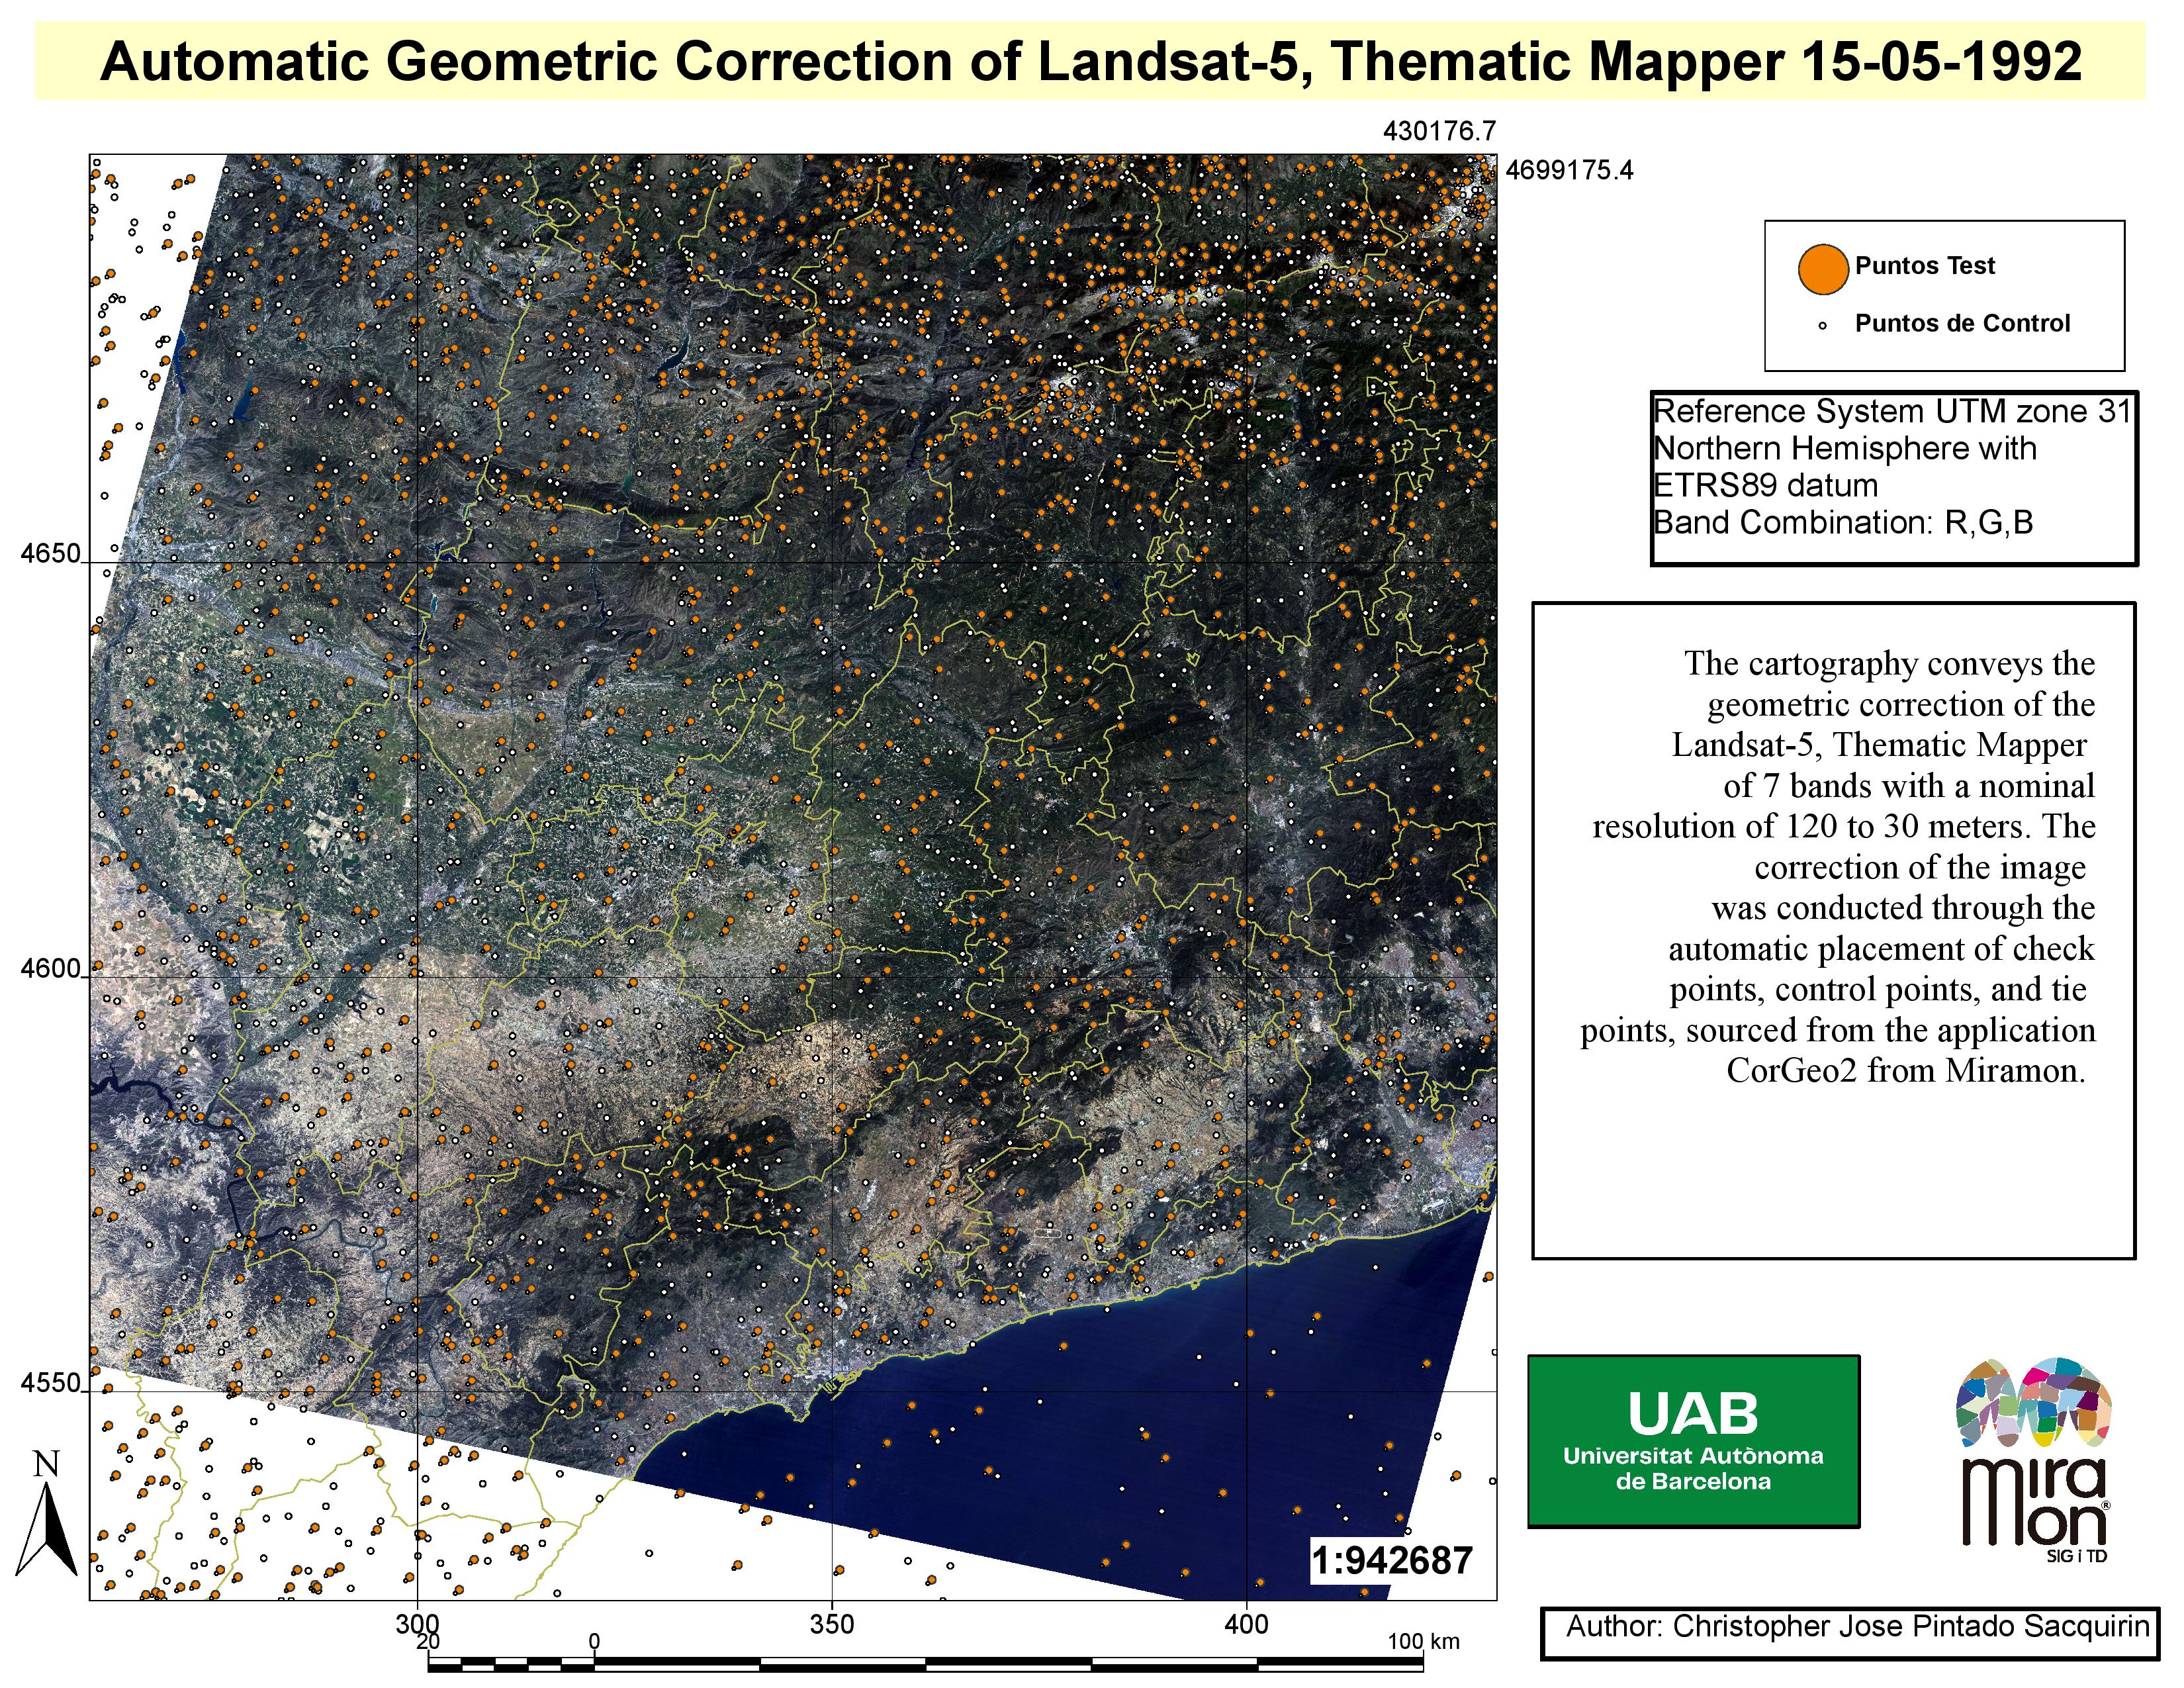 Automatic Geometric Correction of Landsat-5, Thematic Mapper 15-05-1992
430176.7
4699175.4
Puntos Test
Puntos de Control
Reference System UTM zone 31
Northern Hemisphere with
ETRS89 datum
Band Combination: R,G,B
The cartography conveys the
geometric correction of the
Landsat-5, Thematic Mapper
of 7 bands with a nominal
resolution of 120 to 30 meters. The
correction of the image
was conducted through the
automatic placement of check
points, control points, and tie
points, sourced from the application
CorGeo2 from Miramon.
4650
4600
4550
N
1:942687
300
350
400
20
0
100 km
UAB
Universitat Autònoma
de Barcelona
mira
mon®
SIG i TD
Author: Christopher Jose Pintado Sacquirin